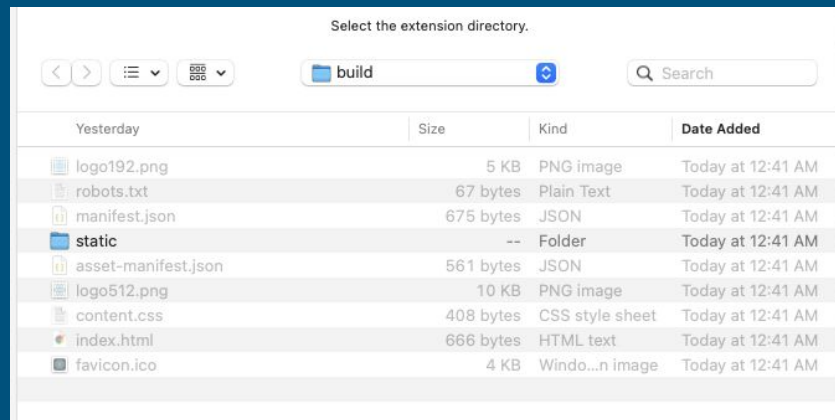 Select the extension directory.
build
Search
Yesterday Size Kind Date Added
logo192.png 5 KB PNG image Today at 12:41 AM
robots.txt 67 bytes Plain Text Today at 12:41 AM
manifest.json 675 bytes JSON Today at 12:41 AM
static -- Folder Today at 12:41 AM
asset-manifest.json 561 bytes JSON Today at 12:41 AM
logo512.png 10 KB PNG image Today at 12:41 AM
content.css 408 bytes CSS style sheet Today at 12:41 AM
index.html 666 bytes HTML text Today at 12:41 AM
favicon.ico 4 KB Windo...n image Today at 12:41 AM